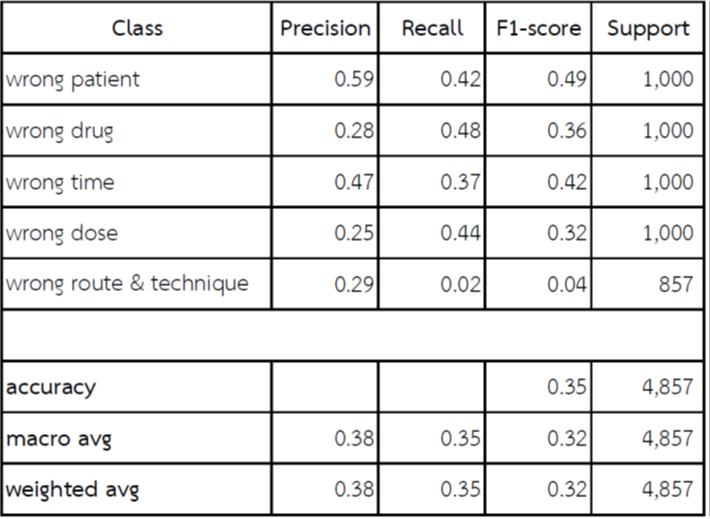 Class Precision Recall F1-score Support
wrong patient 0.59 0.42 0.49 1,000
wrong drug 0.28 0.48 0.36 1,000
wrong time 0.47 0.37 0.42 1,000
wrong dose 0.25 0.44 0.32 1,000
wrong route & technique 0.29 0.02 0.04 857
accuracy 0.35 4,857
macro avg 0.38 0.35 0.32 4,857
weighted avg 0.38 0.35 0.32 4,857